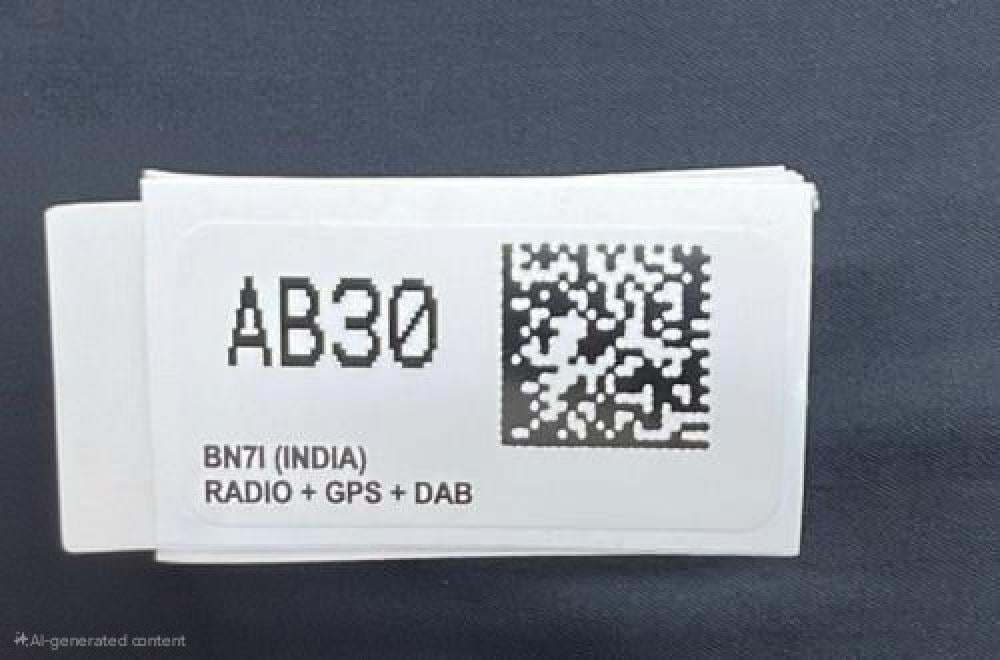 AB30
BN7I (INDIA)
RADIO + GPS + DAB
AI-generated content